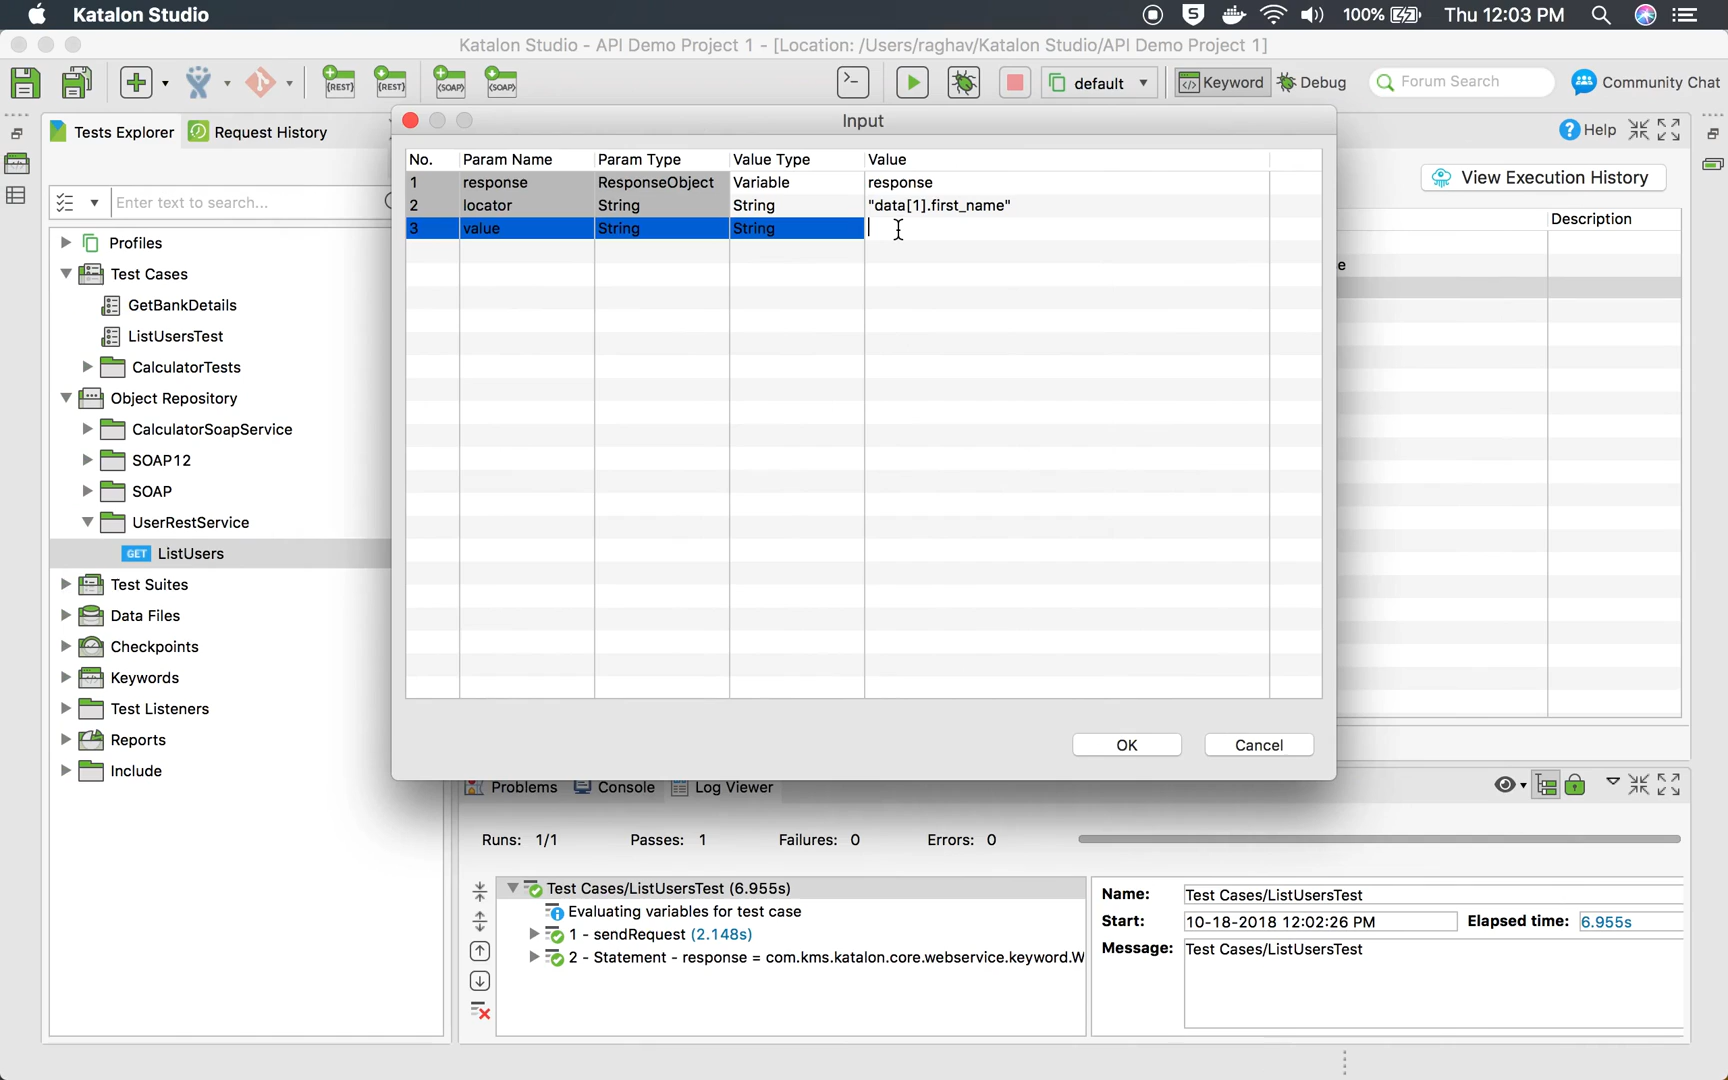 Katalon Studio
100%
Thu 12:03 PM
Katalon Studio - API Demo Project 1 - [Location: /Users/raghav/Katalon Studio/API Demo Project 1]
REST
REST
SOAP
SOAP
default
Keyword
Debug
Forum Search
Community Chat
Tests Explorer
Request History
Input
Help
No.
Param Name
Param Type
Value Type
Value
1
response
ResponseObject
Variable
response
2
locator
String
String
"data[1].first_name"
3
value
String
String
View Execution History
Description
e
Enter text to search...
Profiles
Test Cases
GetBankDetails
ListUsersTest
CalculatorTests
Object Repository
CalculatorSoapService
SOAP12
SOAP
UserRestService
GET ListUsers
Test Suites
Data Files
Checkpoints
Keywords
Test Listeners
Reports
Include
OK
Cancel
Problems
Console
Log Viewer
Runs: 1/1
Passes: 1
Failures: 0
Errors: 0
Test Cases/ListUsersTest (6.955s)
Evaluating variables for test case
1 - sendRequest (2.148s)
2 - Statement - response = com.kms.katalon.core.webservice.keyword.W
Name: Test Cases/ListUsersTest
Start: 10-18-2018 12:02:26 PM
Elapsed time: 6.955s
Message: Test Cases/ListUsersTest